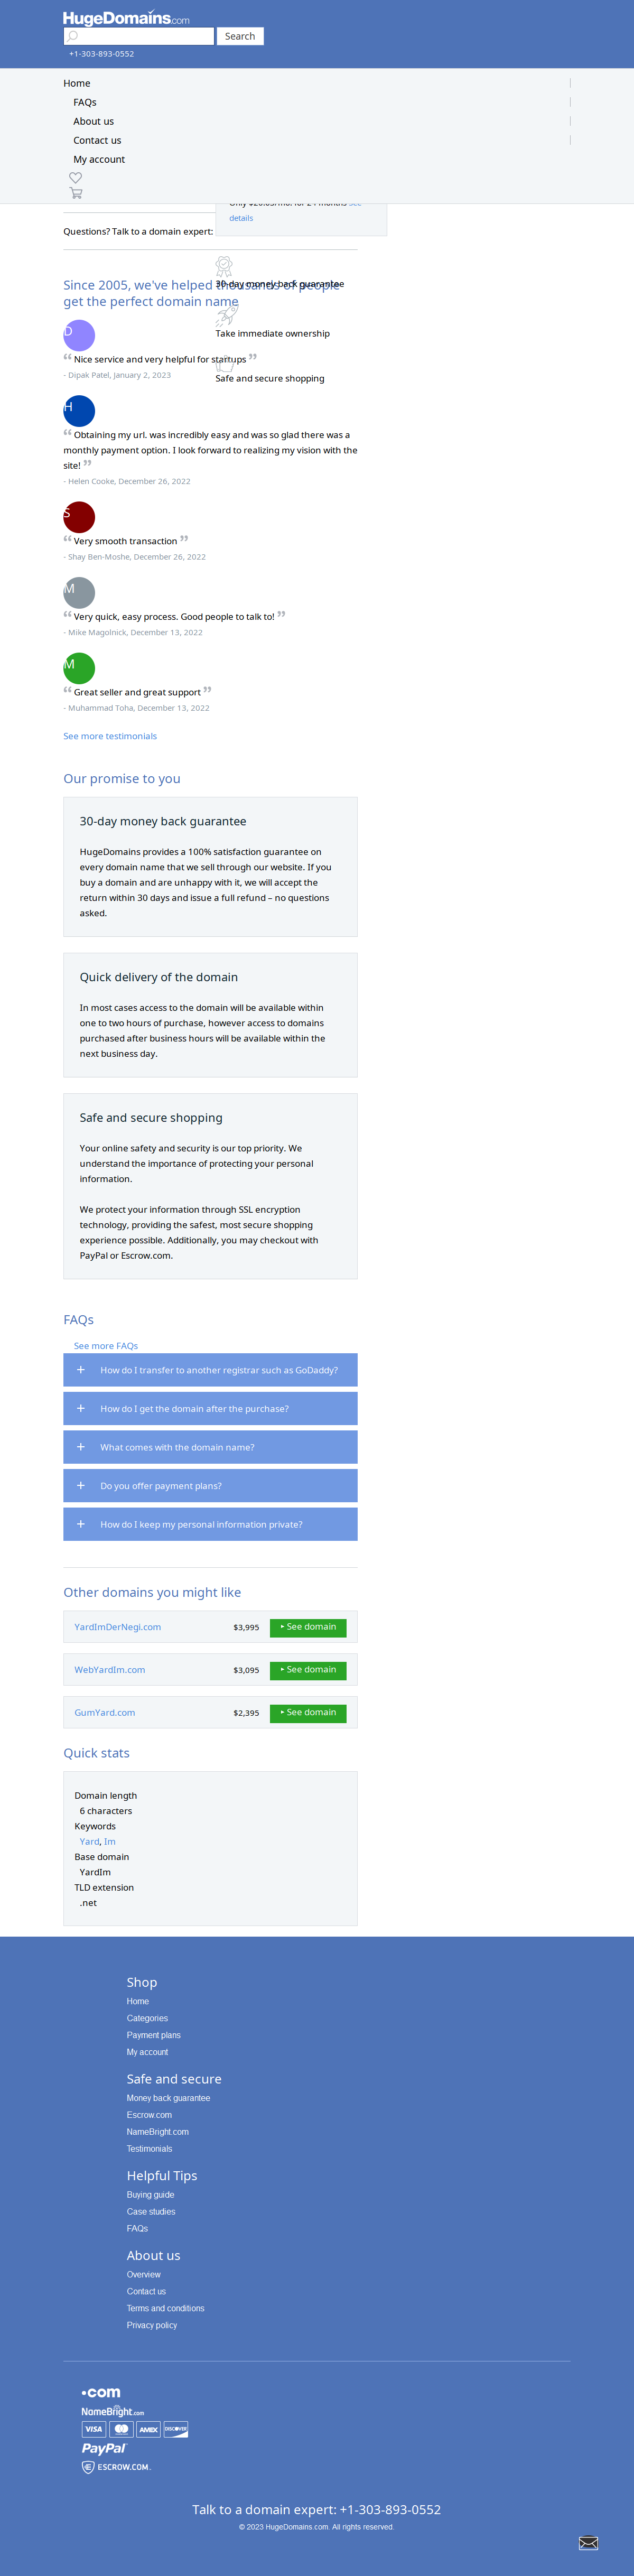 HugeDomains.com
Search
+1-303-893-0552
Home
FAQs
About us
Contact us
My account
details
Questions? Talk to a domain expert:
30-day money back guarantee
Since 2005, we've helped thousands of people
get the perfect domain name
Take immediate ownership
D
Nice service and very helpful for startups
- Dipak Patel, January 2, 2023
Safe and secure shopping
H
Obtaining my url. was incredibly easy and was so glad there was a
monthly payment option. I look forward to realizing my vision with the
site!
- Helen Cooke, December 26, 2022
S
Very smooth transaction
- Shay Ben-Moshe, December 26, 2022
M
Very quick, easy process. Good people to talk to!
- Mike Magolnick, December 13, 2022
M
Great seller and great support
- Muhammad Toha, December 13, 2022
See more testimonials
Our promise to you
30-day money back guarantee
HugeDomains provides a 100% satisfaction guarantee on
every domain name that we sell through our website. If you
buy a domain and are unhappy with it, we will accept the
return within 30 days and issue a full refund – no questions
asked.
Quick delivery of the domain
In most cases access to the domain will be available within
one to two hours of purchase, however access to domains
purchased after business hours will be available within the
next business day.
Safe and secure shopping
Your online safety and security is our top priority. We
understand the importance of protecting your personal
information.
We protect your information through SSL encryption
technology, providing the safest, most secure shopping
experience possible. Additionally, you may checkout with
PayPal or Escrow.com.
FAQs
See more FAQs
+ How do I transfer to another registrar such as GoDaddy?
+ How do I get the domain after the purchase?
+ What comes with the domain name?
+ Do you offer payment plans?
+ How do I keep my personal information private?
Other domains you might like
YardImDerNegi.com $3,995 ‣ See domain
WebYardIm.com $3,095 ‣ See domain
GumYard.com $2,395 ‣ See domain
Quick stats
Domain length
6 characters
Keywords
Yard, Im
Base domain
YardIm
TLD extension
.net
Shop
Home
Categories
Payment plans
My account
Safe and secure
Money back guarantee
Escrow.com
NameBright.com
Testimonials
Helpful Tips
Buying guide
Case studies
FAQs
About us
Overview
Contact us
Terms and conditions
Privacy policy
.com
NameBright.com
VISA MasterCard AMEX DISCOVER
PayPal
ESCROW.COM
Talk to a domain expert: +1-303-893-0552
© 2023 HugeDomains.com. All rights reserved.